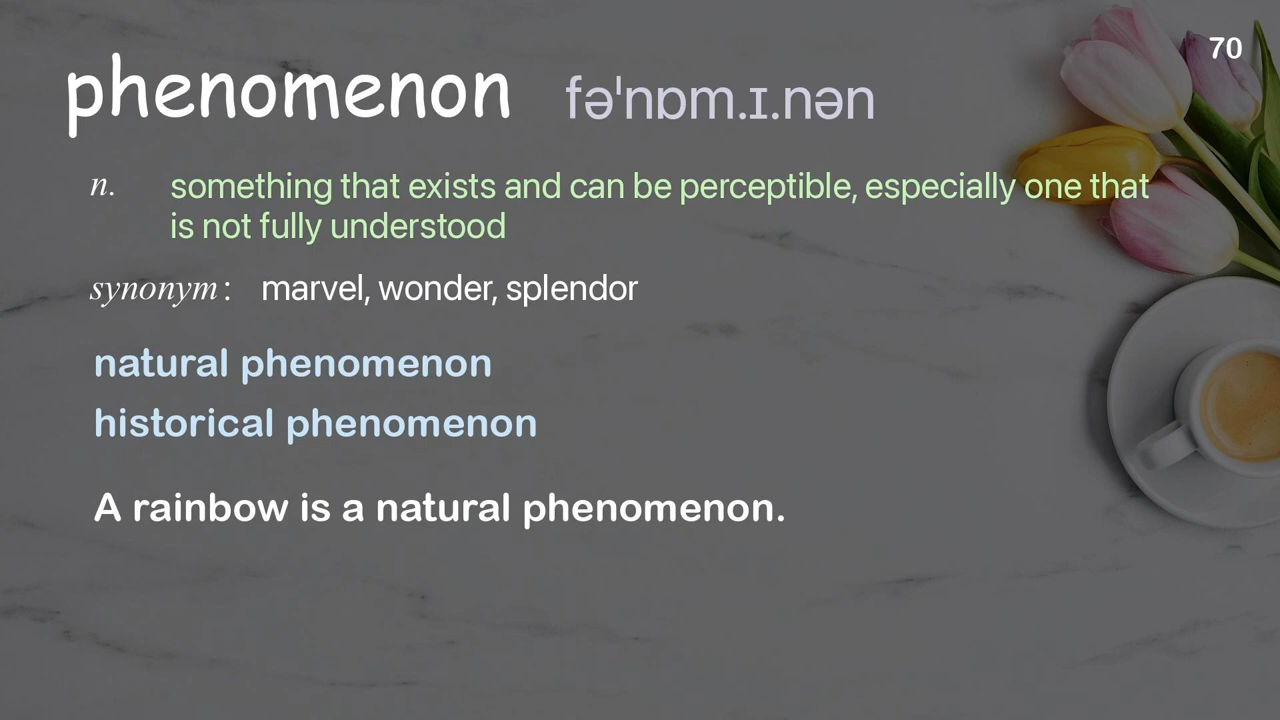 70
phenomenon fəˈnɒm.ɪ.nən
n. something that exists and can be perceptible, especially one that
is not fully understood
synonym: marvel, wonder, splendor
natural phenomenon
historical phenomenon
A rainbow is a natural phenomenon.